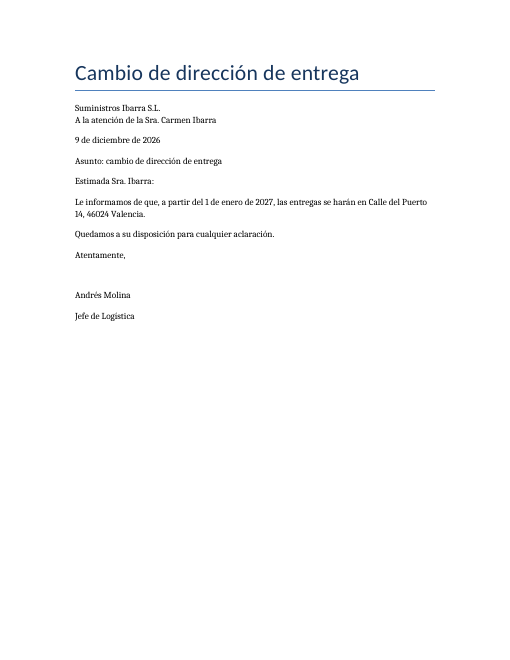 Cambio de dirección de entrega
Suministros Ibarra S.L.
A la atención de la Sra. Carmen Ibarra
9 de diciembre de 2026
Asunto: cambio de dirección de entrega
Estimada Sra. Ibarra:
Le informamos de que, a partir del 1 de enero de 2027, las entregas se harán en Calle del Puerto
14, 46024 Valencia.
Quedamos a su disposición para cualquier aclaración.
Atentamente,
Andrés Molina
Jefe de Logística